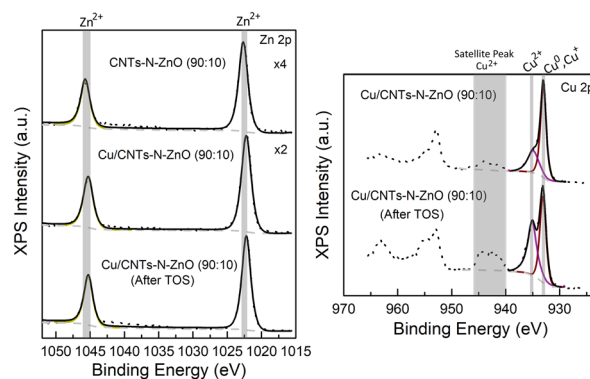 Zn2+
Zn2+
CNTs-N-ZnO (90:10)
Zn 2p
x4
Cu/CNTs-N-ZnO (90:10)
x2
Cu/CNTs-N-ZnO (90:10)
(After TOS)
XPS Intensity (a.u.)
1050 1045 1040 1035 1030 1025 1020 1015
Binding Energy (eV)
Satellite Peak
Cu2+
Cu2+
Cu0, Cu+
Cu/CNTs-N-ZnO (90:10)
Cu 2p
Cu/CNTs-N-ZnO (90:10)
(After TOS)
XPS Intensity (a.u.)
970 960 950 940 930
Binding Energy (eV)